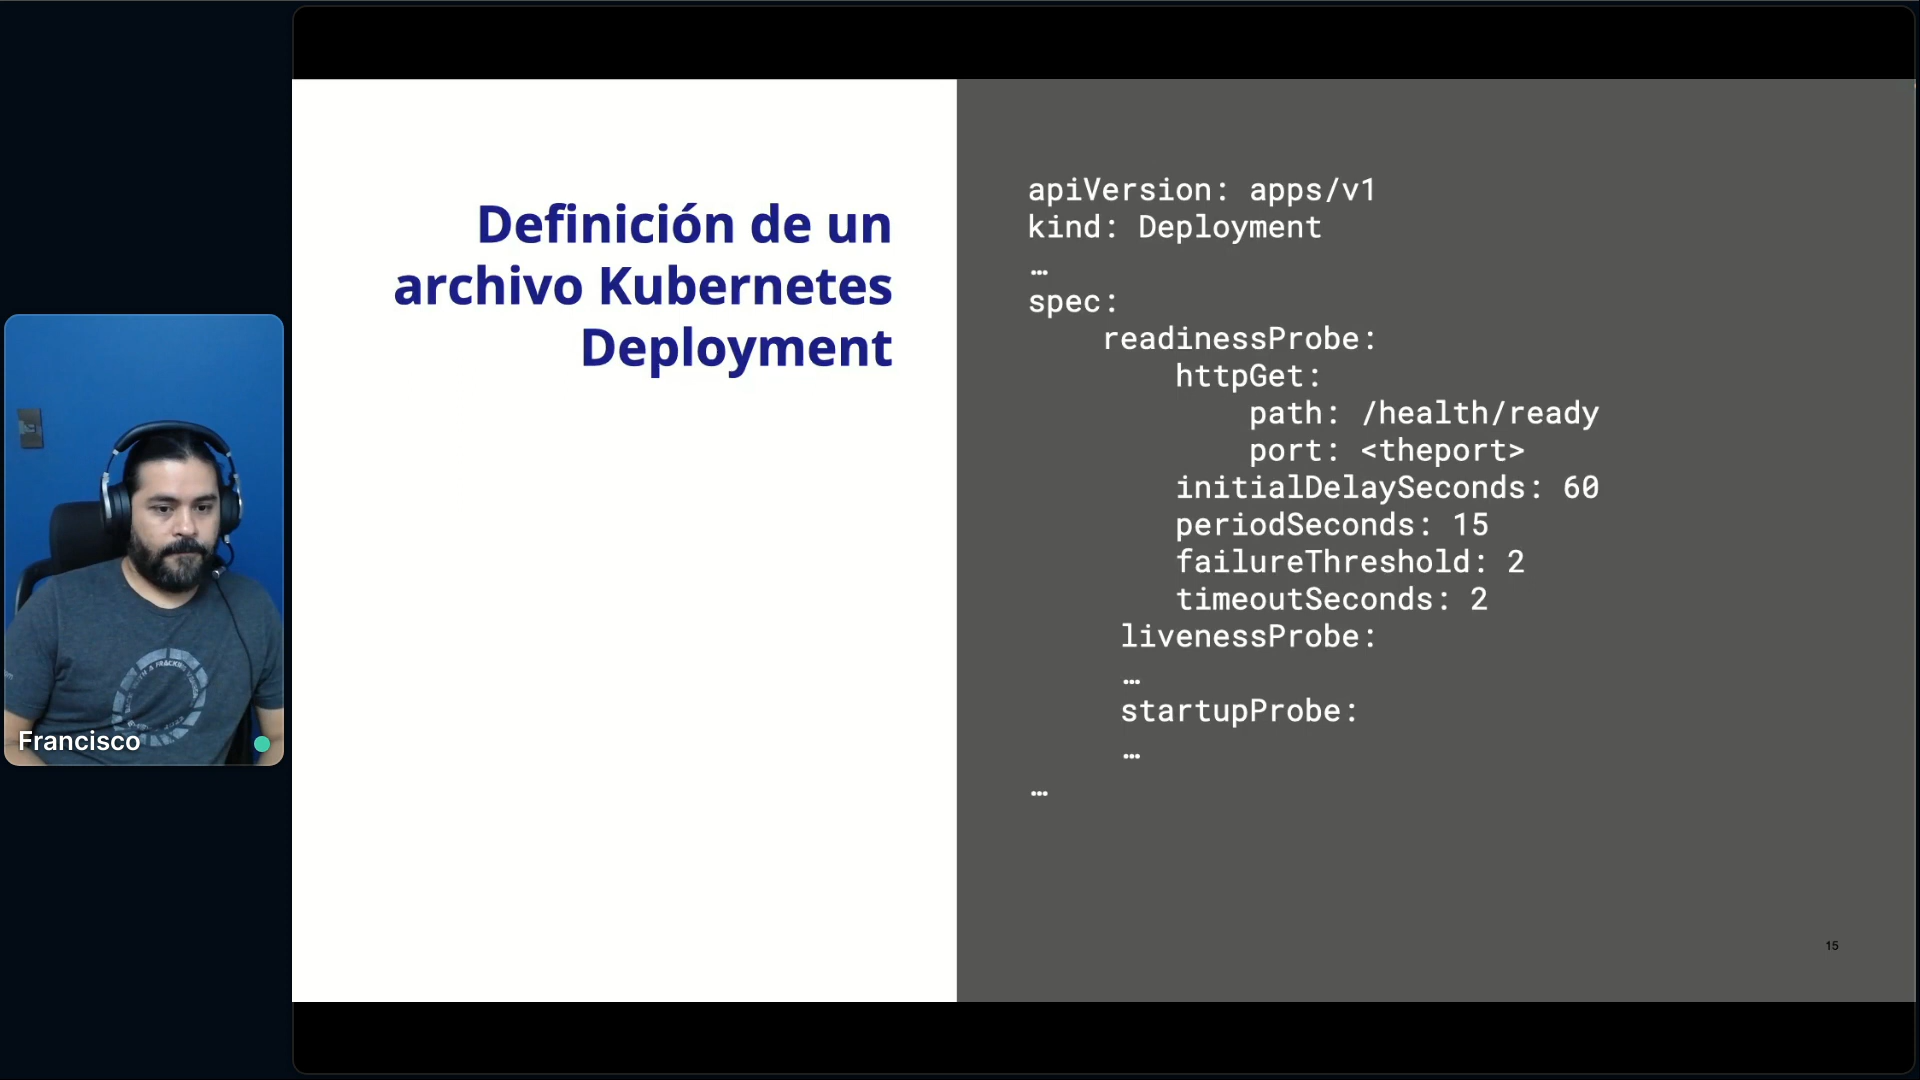 Definición de un
archivo Kubernetes
Deployment
apiVersion: apps/v1
kind: Deployment
…
spec:
readinessProbe:
httpGet:
path: /health/ready
port: <theport>
initialDelaySeconds: 60
periodSeconds: 15
failureThreshold: 2
timeoutSeconds: 2
livenessProbe:
…
startupProbe:
…
…
15
Francisco